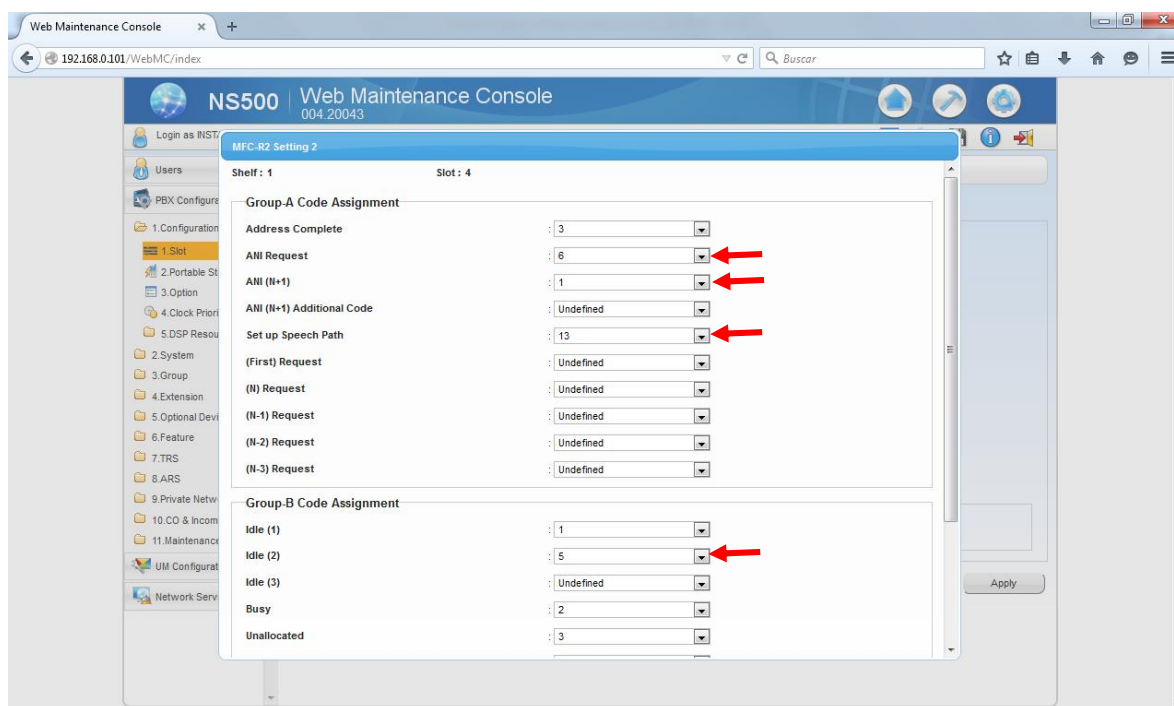 Web Maintenance Console
192.168.0.101/WebMC/index
Buscar
NS500 Web Maintenance Console
004.20043
Login as INST
MFC-R2 Setting 2
Users
Shelf : 1 Slot : 4
PBX Configura
Group-A Code Assignment
1.Configuration
Address Complete : 3
1.Slot
ANI Request : 6
2.Portable St
ANI (N+1) : 1
3.Option
ANI (N+1) Additional Code : Undefined
4.Clock Priori
5.DSP Resou
Set up Speech Path : 13
2.System
(First) Request : Undefined
3.Group
(N) Request : Undefined
4.Extension
5.Optional Devi
(N-1) Request : Undefined
6.Feature
(N-2) Request : Undefined
7.TRS
(N-3) Request : Undefined
8.ARS
9.Private Netw
Group-B Code Assignment
10.CO & Incom
Idle (1) : 1
11.Maintenance
Idle (2) : 5
UM Configurat
Idle (3) : Undefined
Apply
Network Serv
Busy : 2
Unallocated : 3